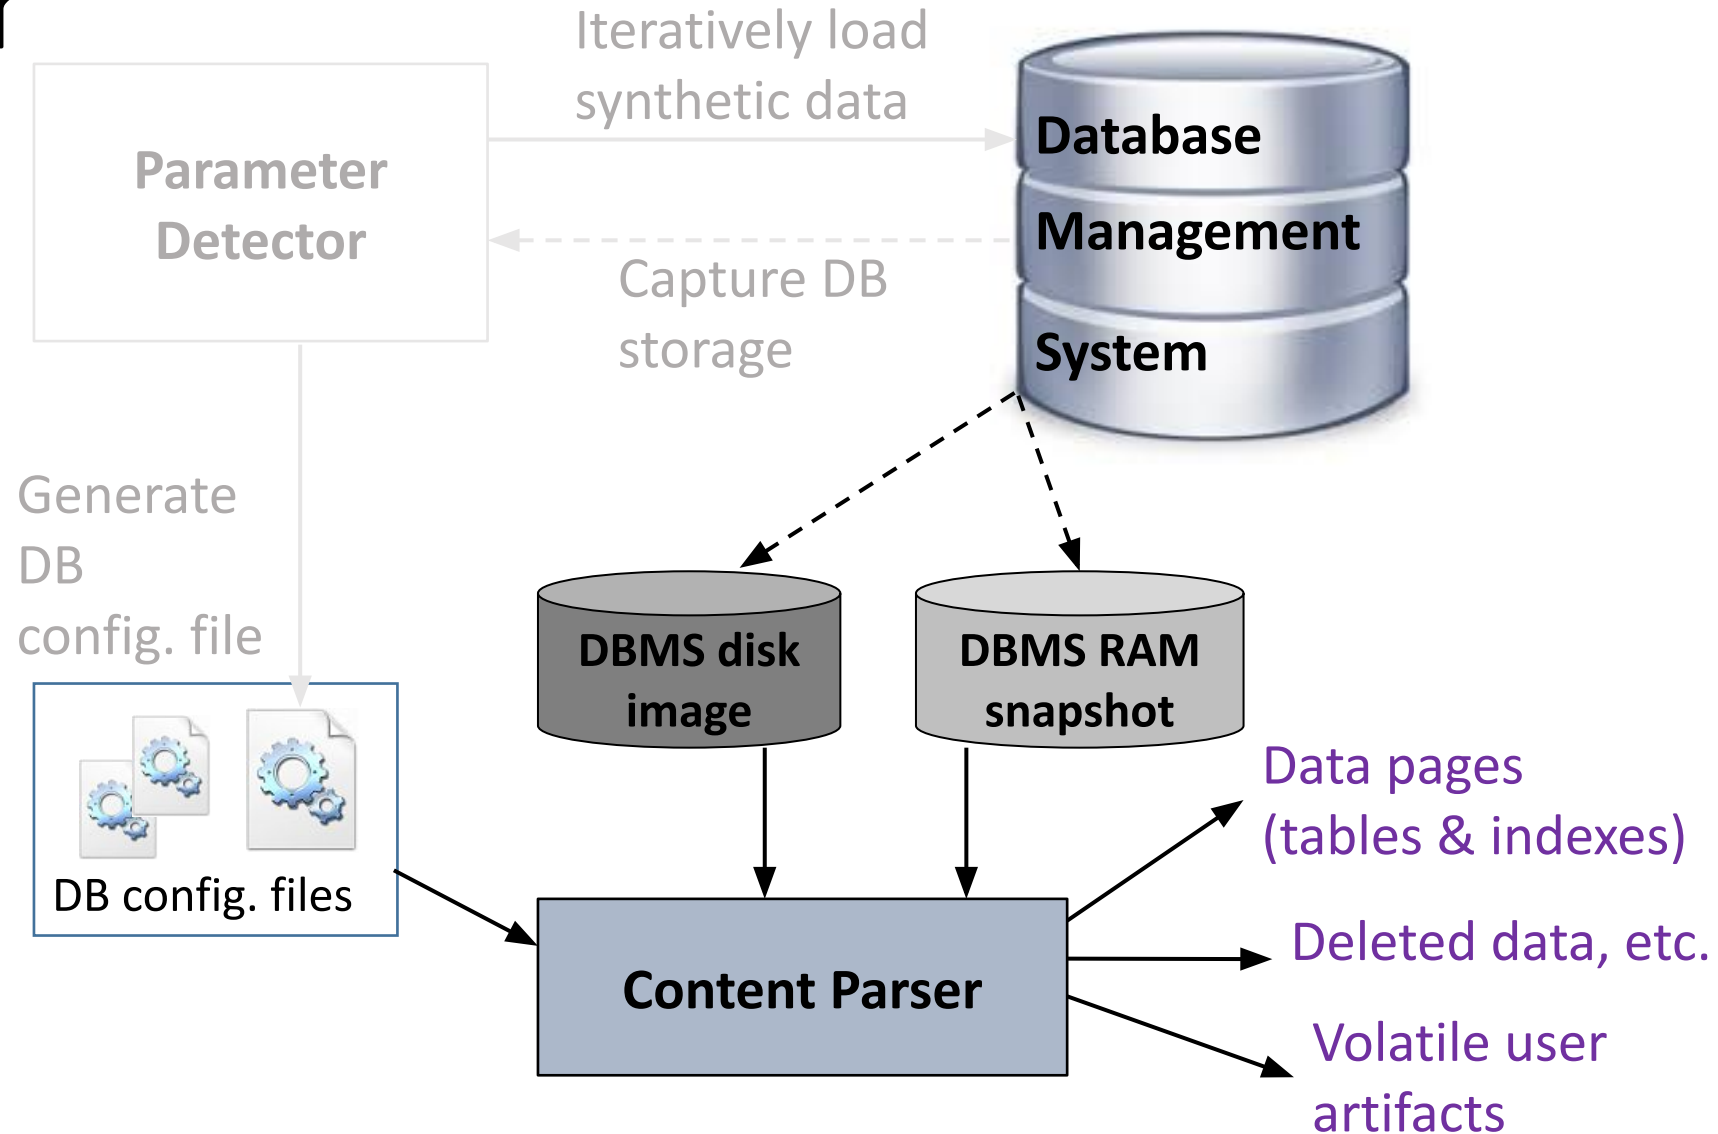 Iteratively load
synthetic data
Parameter
Detector
Database
Management
System
Capture DB
storage
Generate
DB
config. file
DBMS disk
image
DBMS RAM
snapshot
DB config. files
Content Parser
Data pages
(tables & indexes)
Deleted data, etc.
Volatile user
artifacts